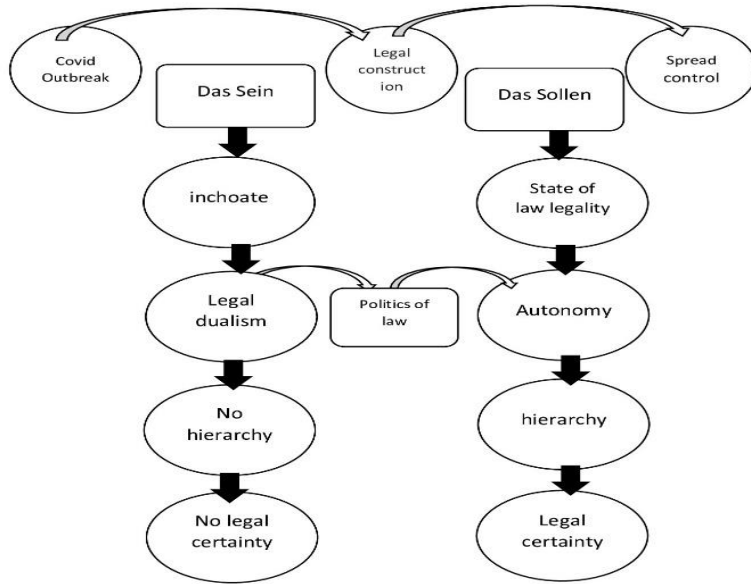 Covid
Outbreak
Legal
construct
ion
Spread
control
Das Sein
Das Sollen
inchoate
State of
law legality
Legal
dualism
Politics of
law
Autonomy
No
hierarchy
hierarchy
No legal
certainty
Legal
certainty